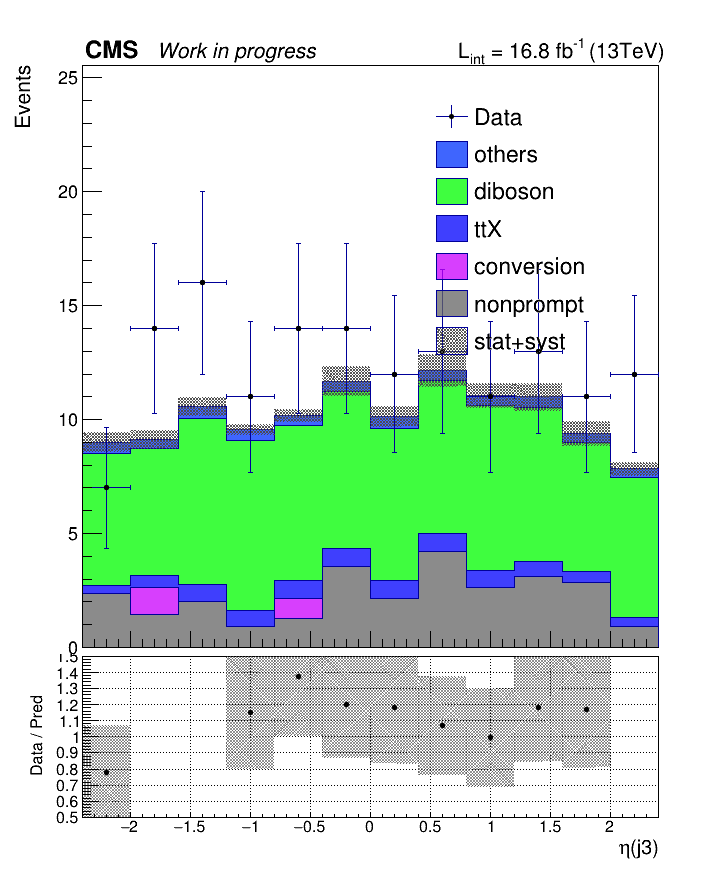 CMS Work in progress L_int = 16.8 fb^-1 (13TeV)
Events
25
20
15
10
5
0
Data
others
diboson
ttX
conversion
nonprompt
stat+syst
Data / Pred
1.5
1.4
1.3
1.2
1.1
1
0.9
0.8
0.7
0.6
0.5
−2 −1.5 −1 −0.5 0 0.5 1 1.5 2
η(j3)